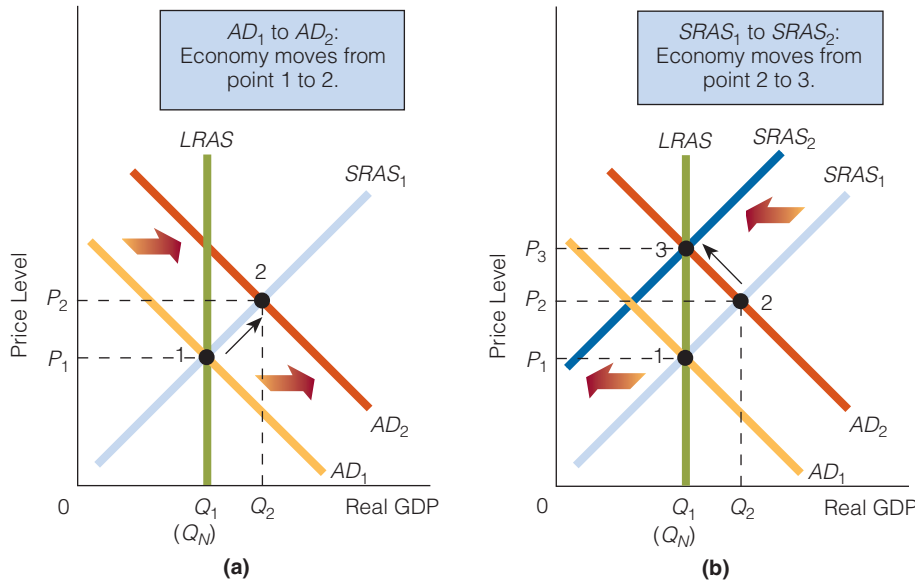 AD₁ to AD₂:
Economy moves from
point 1 to 2.
LRAS
SRAS₁
2
P₂
1
P₁
Price Level
AD₂
AD₁
0
Q₁
Q₂
Real GDP
(Q_N)
(a)
SRAS₁ to SRAS₂:
Economy moves from
point 2 to 3.
LRAS
SRAS₂
SRAS₁
P₃
3
P₂
2
P₁
1
Price Level
AD₂
AD₁
0
Q₁
Q₂
Real GDP
(Q_N)
(b)